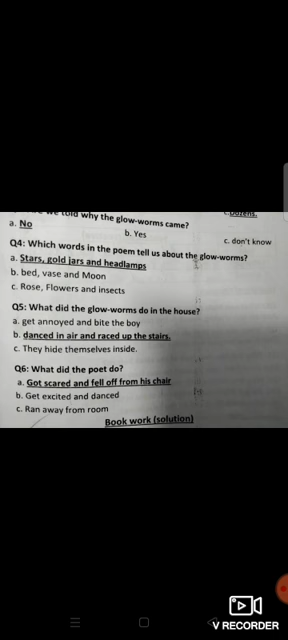 c.Dozens.
we told why the glow-worms came?
a. No
b. Yes
c. don't know
Q4: Which words in the poem tell us about the glow-worms?
a. Stars, gold jars and headlamps
b. bed, vase and Moon
c. Rose, Flowers and insects
Q5: What did the glow-worms do in the house?
a. get annoyed and bite the boy
b. danced in air and raced up the stairs.
c. They hide themselves inside.
Q6: What did the poet do?
a. Got scared and fell off from his chair
b. Get excited and danced
c. Ran away from room
Book work (solution)
V RECORDER